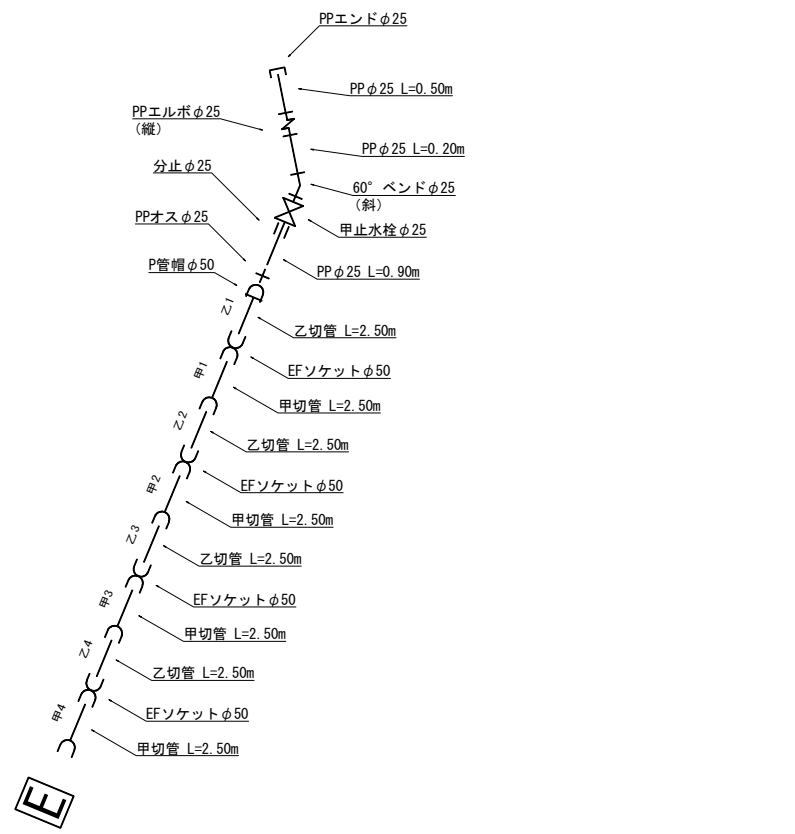 PPエンドφ25
PPφ25 L=0.50m
PPエルボφ25
(縦)
PPφ25 L=0.20m
分止φ25
60°ベンドφ25
(斜)
PPオスφ25
甲止水栓φ25
P管帽φ50
PPφ25 L=0.90m
乙1
乙切管 L=2.50m
甲1
EFソケットφ50
甲切管 L=2.50m
乙2
乙切管 L=2.50m
甲2
EFソケットφ50
甲切管 L=2.50m
乙3
乙切管 L=2.50m
甲3
EFソケットφ50
甲切管 L=2.50m
乙4
乙切管 L=2.50m
甲4
EFソケットφ50
甲切管 L=2.50m
E